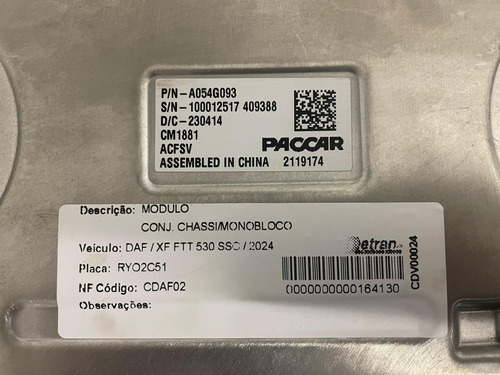 P/N-A054G093
S/N-100012517 409388
D/C-230414
CM1881
ACFSV
PACCAR
ASSEMBLED IN CHINA 2119174
Descrição: MODULO
CONJ. CHASSI/MONOBLOCO
Veículo: DAF / XF FTT 530 SSC / 2024
Placa: RYO2C51
NF Código: CDAF02
Observações:
etran
0000000000164130
CDV00024